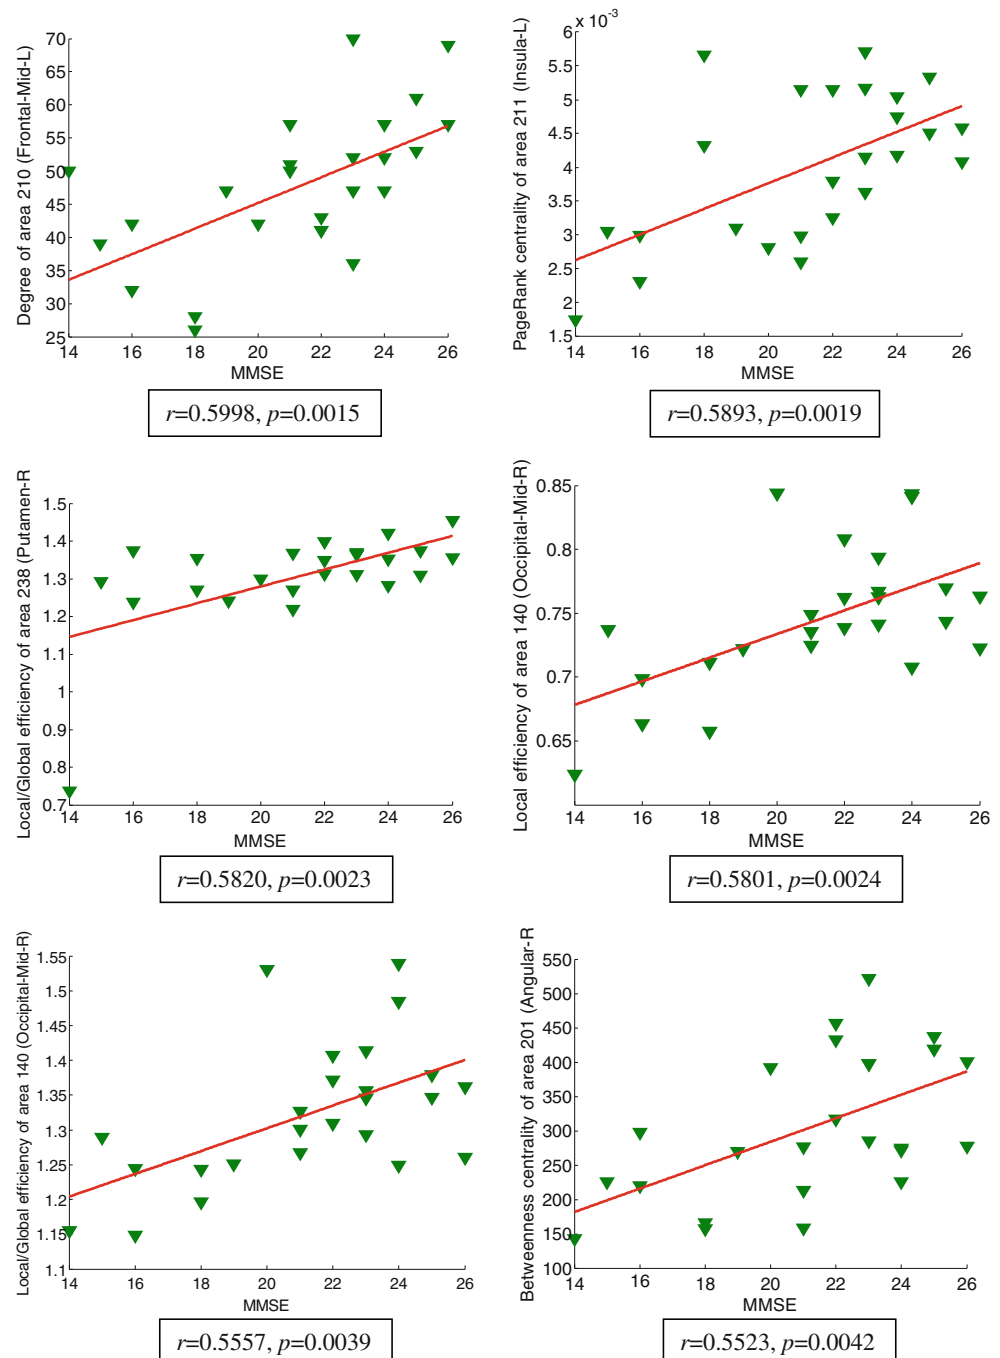 Degree of area 210 (Frontal-Mid-L)
70
65
60
55
50
45
40
35
30
25
14 16 18 20 22 24 26
MMSE
r=0.5998, p=0.0015
PageRank centrality of area 211 (Insula-L)
x 10⁻³
6
5.5
5
4.5
4
3.5
3
2.5
2
1.5
14 16 18 20 22 24 26
MMSE
r=0.5893, p=0.0019
Local/Global efficiency of area 238 (Putamen-R
1.5
1.4
1.3
1.2
1.1
1
0.9
0.8
0.7
14 16 18 20 22 24 26
MMSE
r=0.5820, p=0.0023
Local efficiency of area 140 (Occipital-Mid-R)
0.85
0.8
0.75
0.7
0.65
14 16 18 20 22 24 26
MMSE
r=0.5801, p=0.0024
Local/Global efficiency of area 140 (Occipital-Mid-R)
1.55
1.5
1.45
1.4
1.35
1.3
1.25
1.2
1.15
1.1
14 16 18 20 22 24 26
MMSE
r=0.5557, p=0.0039
Betweenness centrality of area 201 (Angular-R
550
500
450
400
350
300
250
200
150
100
14 16 18 20 22 24 26
MMSE
r=0.5523, p=0.0042